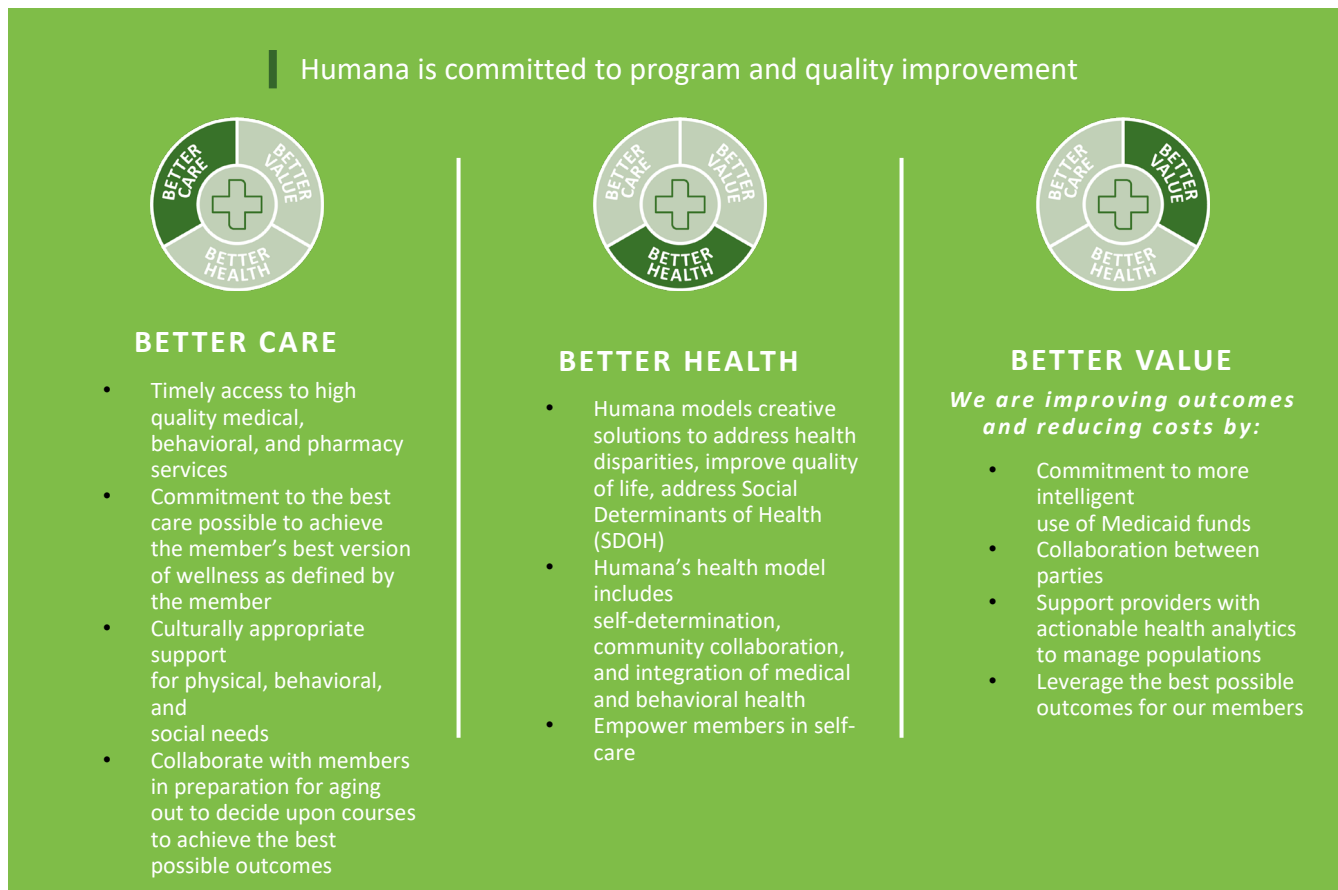 Humana is committed to program and quality improvement
BETTER CARE
BETTER VALUE
BETTER HEALTH
BETTER CARE
• Timely access to high
quality medical,
behavioral, and pharmacy
services
• Commitment to the best
care possible to achieve
the member’s best version
of wellness as defined by
the member
• Culturally appropriate
support
for physical, behavioral,
and
social needs
• Collaborate with members
in preparation for aging
out to decide upon courses
to achieve the best
possible outcomes
BETTER CARE
BETTER VALUE
BETTER HEALTH
BETTER HEALTH
• Humana models creative
solutions to address health
disparities, improve quality
of life, address Social
Determinants of Health
(SDOH)
• Humana’s health model
includes
self-determination,
community collaboration,
and integration of medical
and behavioral health
• Empower members in self-
care
BETTER CARE
BETTER VALUE
BETTER HEALTH
BETTER VALUE
We are improving outcomes
and reducing costs by:
• Commitment to more
intelligent
use of Medicaid funds
• Collaboration between
parties
• Support providers with
actionable health analytics
to manage populations
• Leverage the best possible
outcomes for our members